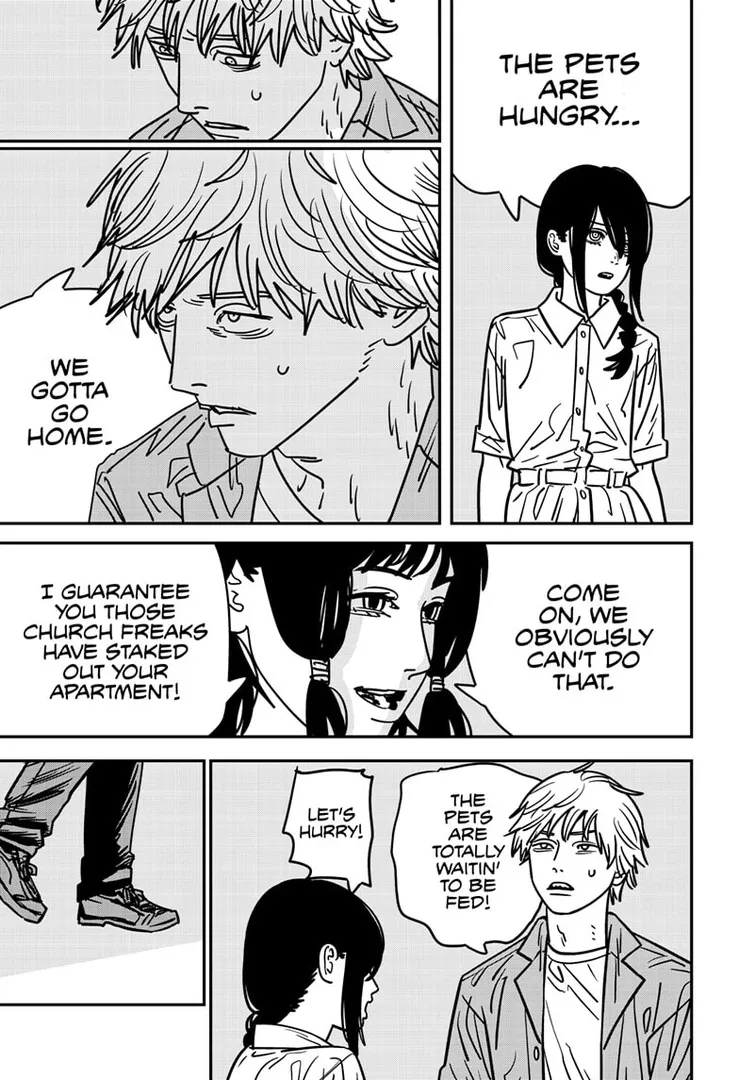 THE PETS
ARE
HUNGRY...
WE
GOTTA
GO
HOME.
COME
ON, WE
OBVIOUSLY
CAN'T DO
THAT.
I GUARANTEE
YOU THOSE
CHURCH FREAKS
HAVE STAKED
OUT YOUR
APARTMENT!
THE
PETS
ARE
TOTALLY
WAITIN'
TO BE
FED!
LET'S
HURRY!